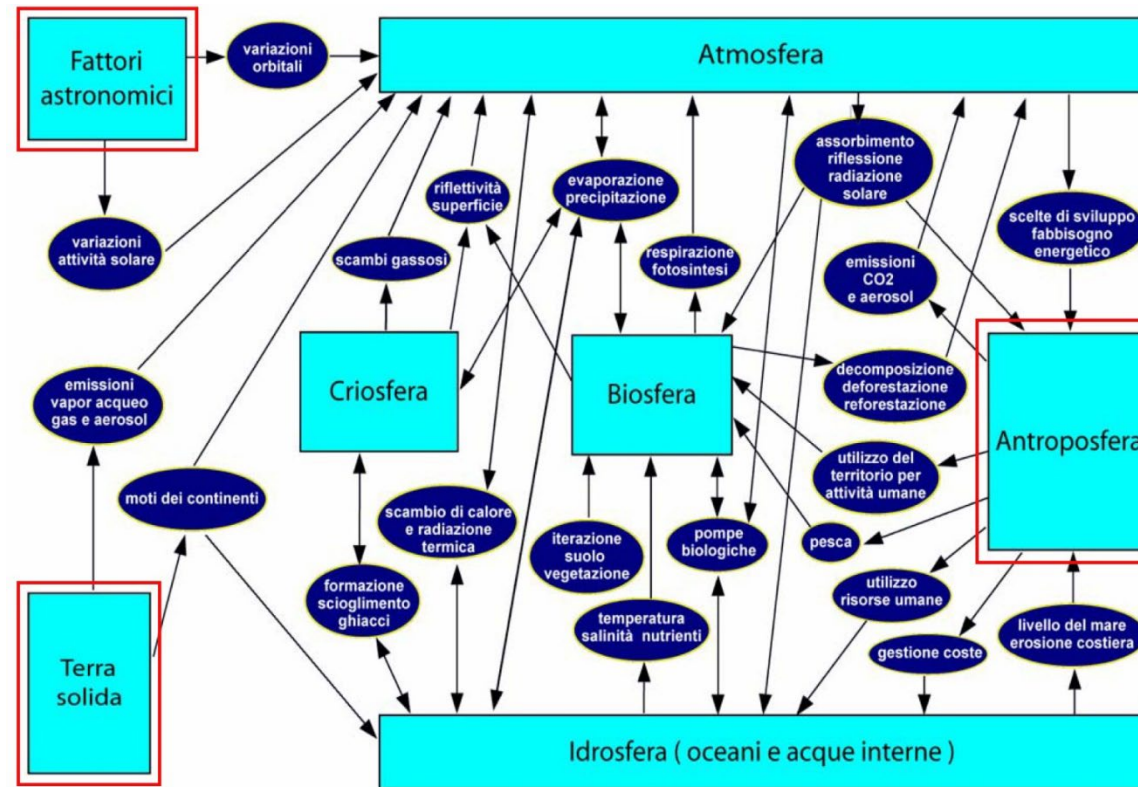 Fattori
astronomici
variazioni
orbitali
Atmosfera
variazioni
attività solare
riflettività
superficie
evaporazione
precipitazione
assorbimento
riflessione
radiazione
solare
scambi gassosi
respirazione
fotosintesi
emissioni
CO2
e aerosol
scelte di sviluppo
fabbisogno
energetico
emissioni
vapor acqueo
gas e aerosol
Criosfera
Biosfera
decomposizione
deforestazione
reforestazione
Antroposfera
moti dei continenti
scambio di calore
e radiazione
termica
iterazione
suolo
vegetazione
pompe
biologiche
utilizzo del
territorio per
attività umane
pesca
formazione
scioglimento
ghiacci
temperatura
salinità nutrienti
utilizzo
risorse umane
gestione coste
livello del mare
erosione costiera
Terra
solida
Idrosfera ( oceani e acque interne )